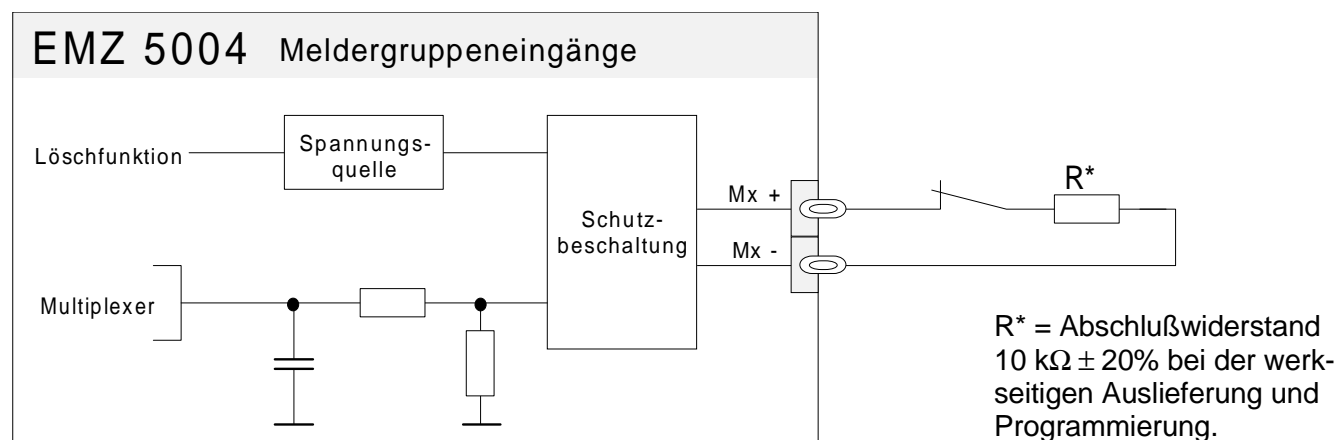 EMZ 5004 Meldergruppeneingänge
Löschfunktion
Spannungs-
quelle
Schutz-
beschaltung
Mx +
Mx -
R*
Multiplexer
R* = Abschlußwiderstand
10 kΩ ± 20% bei der werk-
seitigen Auslieferung und
Programmierung.